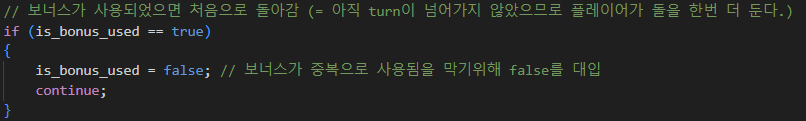 // 보너스가 사용되었으면 처음으로 돌아감 (= 아직 turn이 넘어가지 않았으므로 플레이어가 돌을 한번 더 둔다.)
if (is_bonus_used == true)
{
    is_bonus_used = false; // 보너스가 중복으로 사용됨을 막기위해 false를 대입
    continue;
}